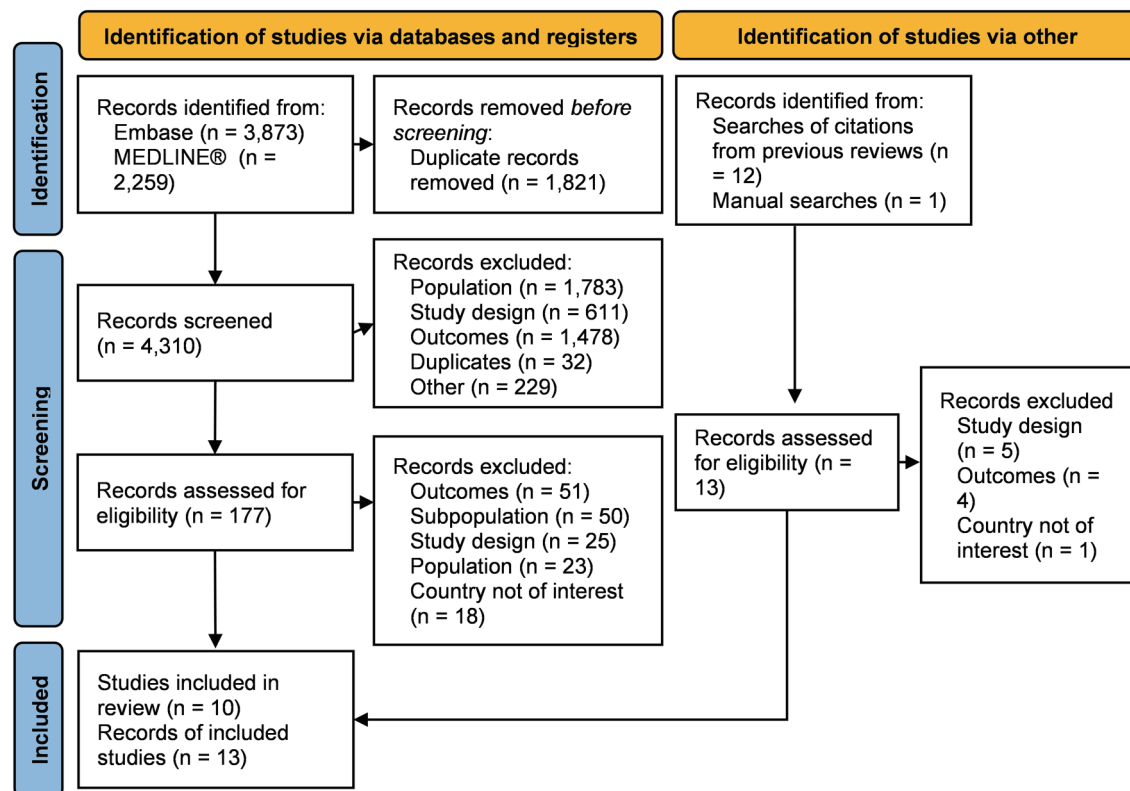 Identification of studies via databases and registers
Identification of studies via other
Identification
Records identified from:
Embase (n = 3,873)
MEDLINE® (n =
2,259)
Records removed before
screening:
Duplicate records
removed (n = 1,821)
Records identified from:
Searches of citations
from previous reviews (n
= 12)
Manual searches (n = 1)
Screening
Records screened
(n = 4,310)
Records excluded:
Population (n = 1,783)
Study design (n = 611)
Outcomes (n = 1,478)
Duplicates (n = 32)
Other (n = 229)
Records assessed for
eligibility (n = 177)
Records excluded:
Outcomes (n = 51)
Subpopulation (n = 50)
Study design (n = 25)
Population (n = 23)
Country not of interest
(n = 18)
Records assessed
for eligibility (n =
13)
Records excluded
Study design
(n = 5)
Outcomes (n =
4)
Country not of
interest (n = 1)
Included
Studies included in
review (n = 10)
Records of included
studies (n = 13)